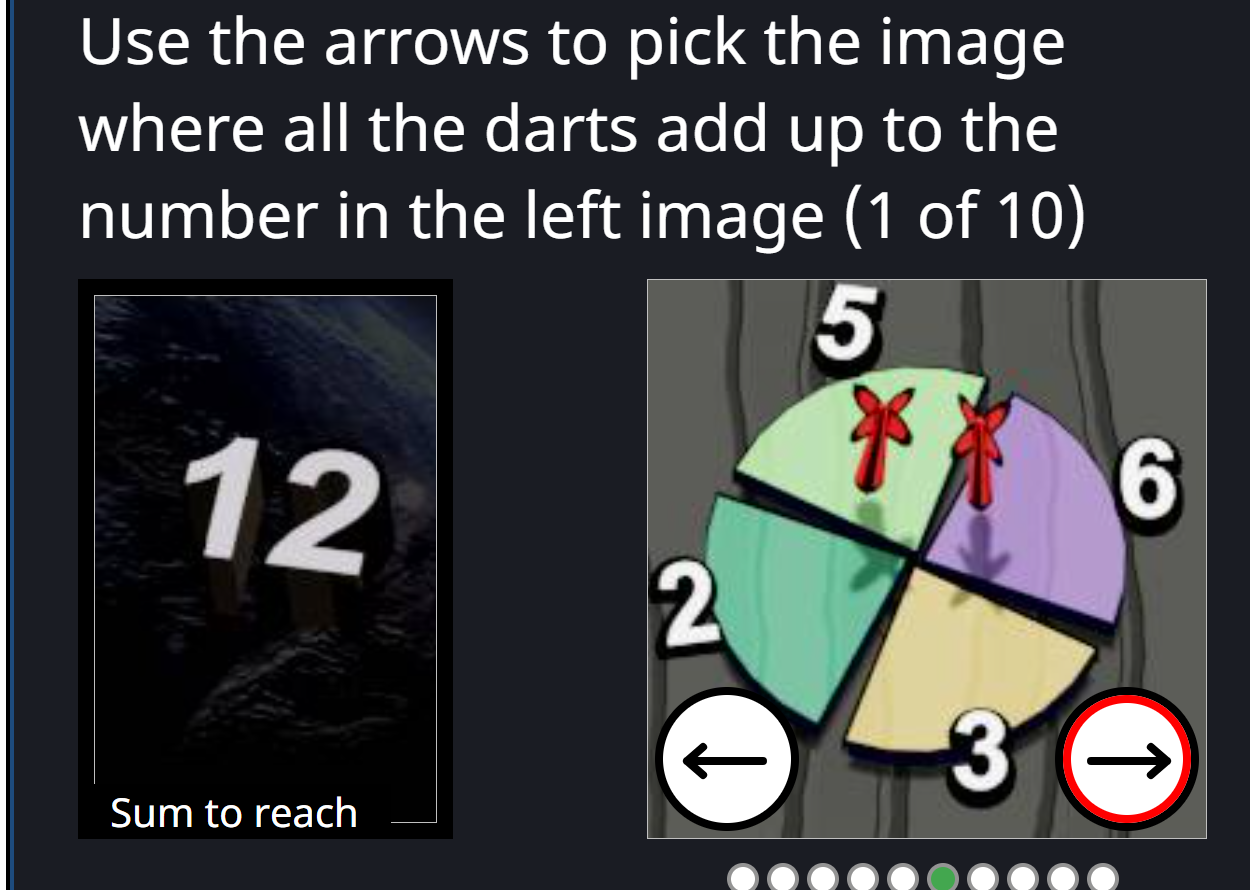 Use the arrows to pick the image
where all the darts add up to the
number in the left image (1 of 10)
12
Sum to reach
5
6
2
3